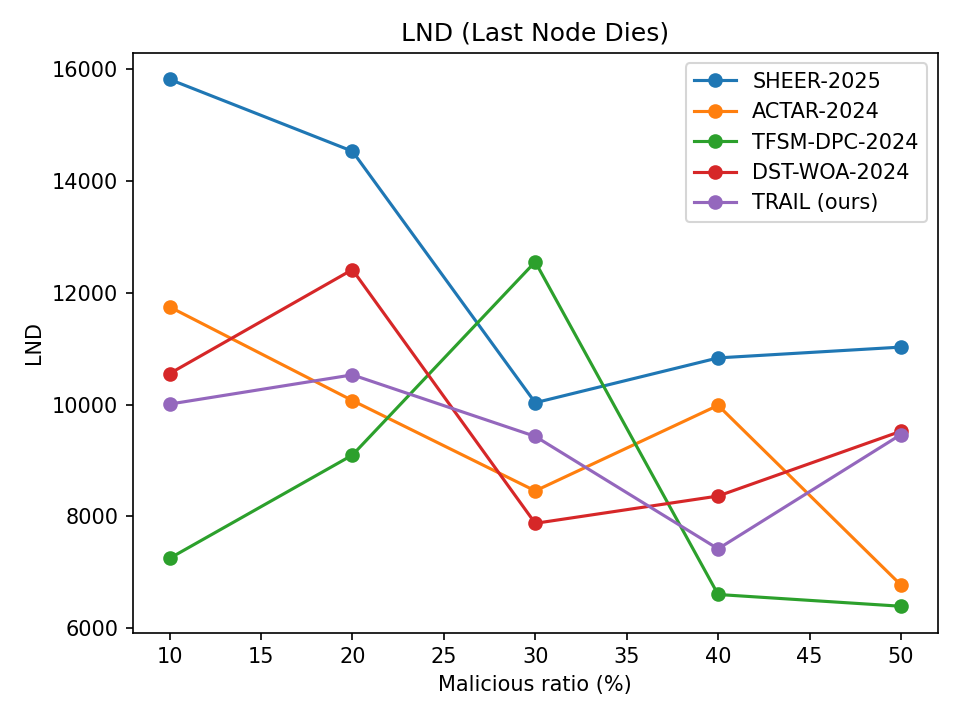 LND (Last Node Dies)
SHEER-2025
ACTAR-2024
TFSM-DPC-2024
DST-WOA-2024
TRAIL (ours)
16000
14000
12000
10000
8000
6000
LND
10 15 20 25 30 35 40 45 50
Malicious ratio (%)